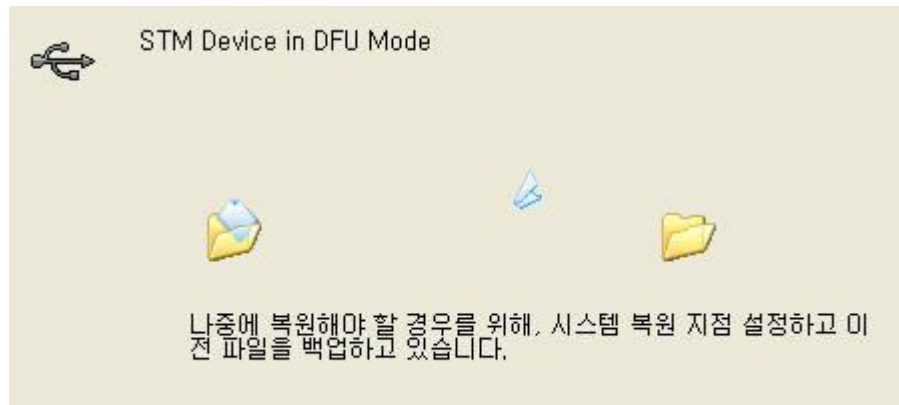 STM Device in DFU Mode
나중에 복원해야 할 경우를 위해, 시스템 복원 지점 설정하고 이
전 파일을 백업하고 있습니다.